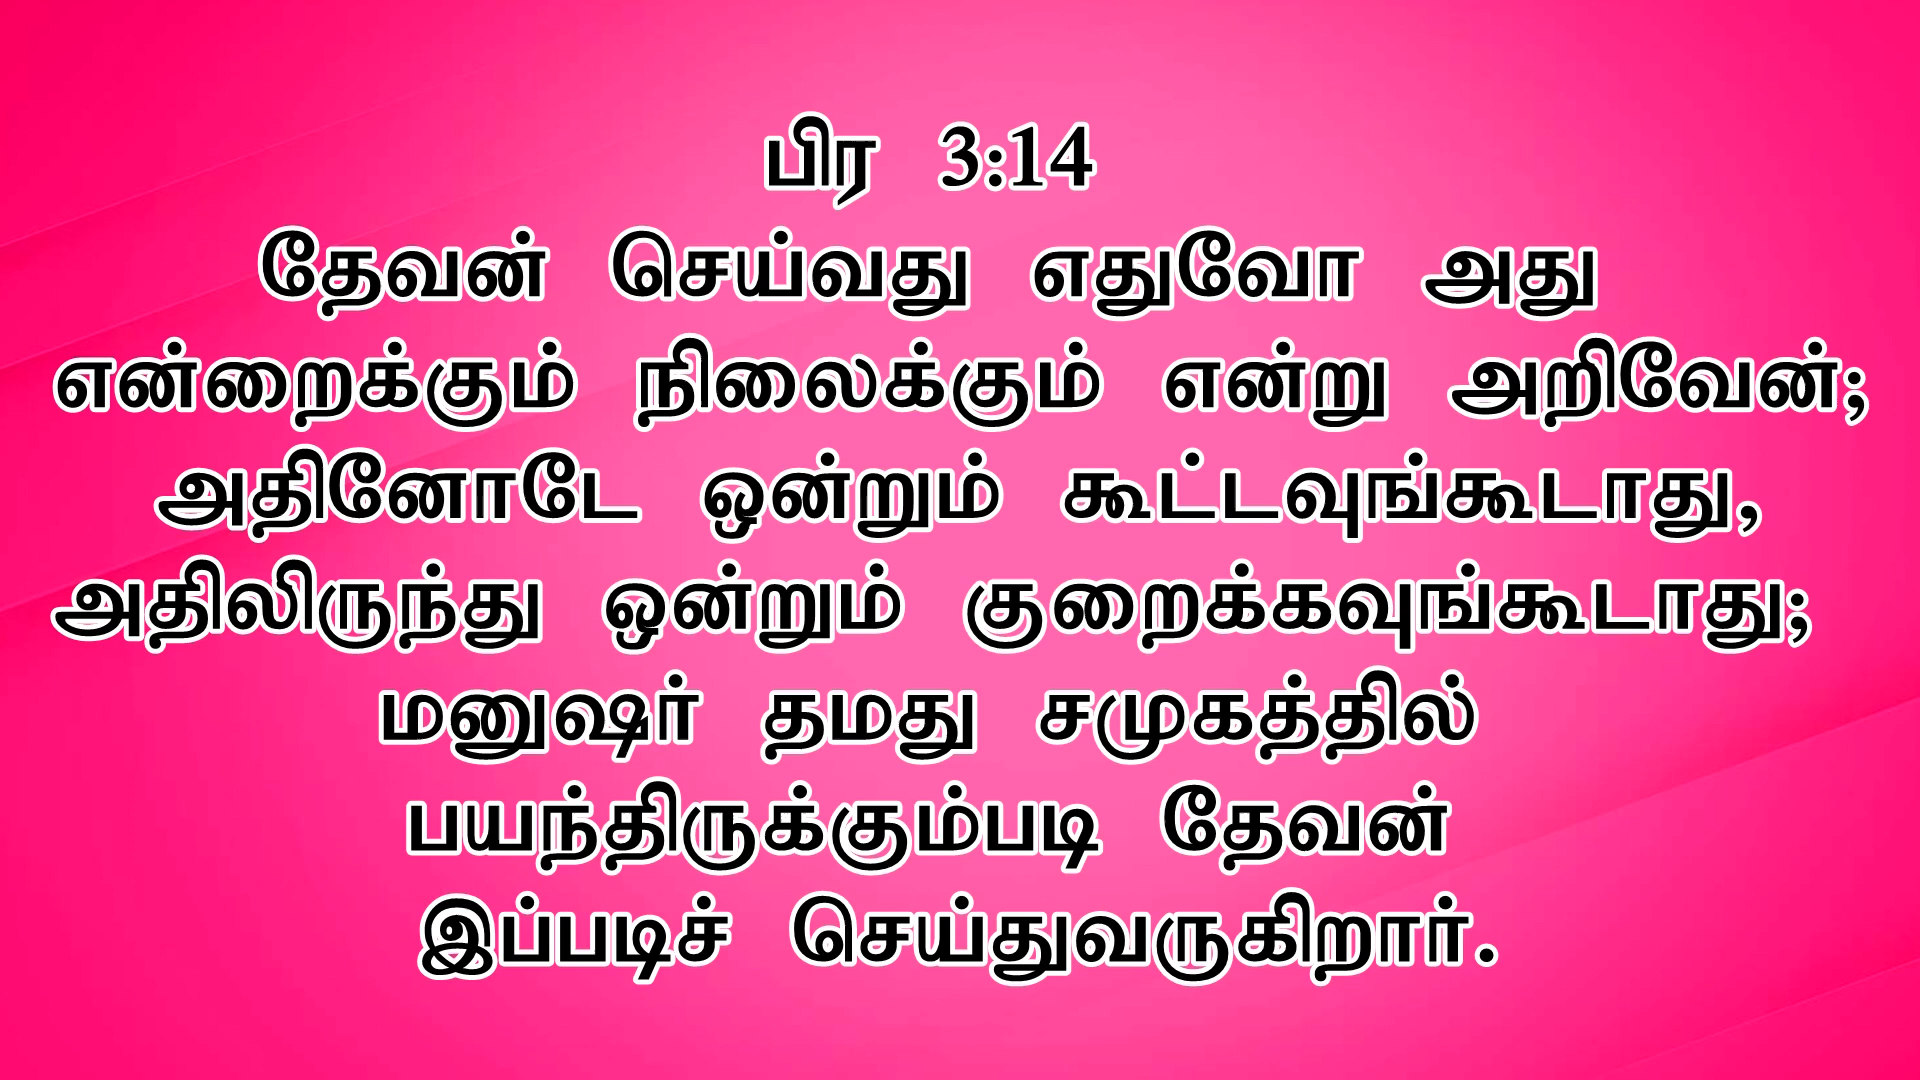 பிர 3:14
தேவன் செய்வது எதுவோ அது
என்றைக்கும் நிலைக்கும் என்று அறிவேன்;
அதினோடே ஒன்றும் கூட்டவுங்கூடாது,
அதிலிருந்து ஒன்றும் குறைக்கவுங்கூடாது;
மனுஷர் தமது சமுகத்தில்
பயந்திருக்கும்படி தேவன்
இப்படிச் செய்துவருகிறார்.